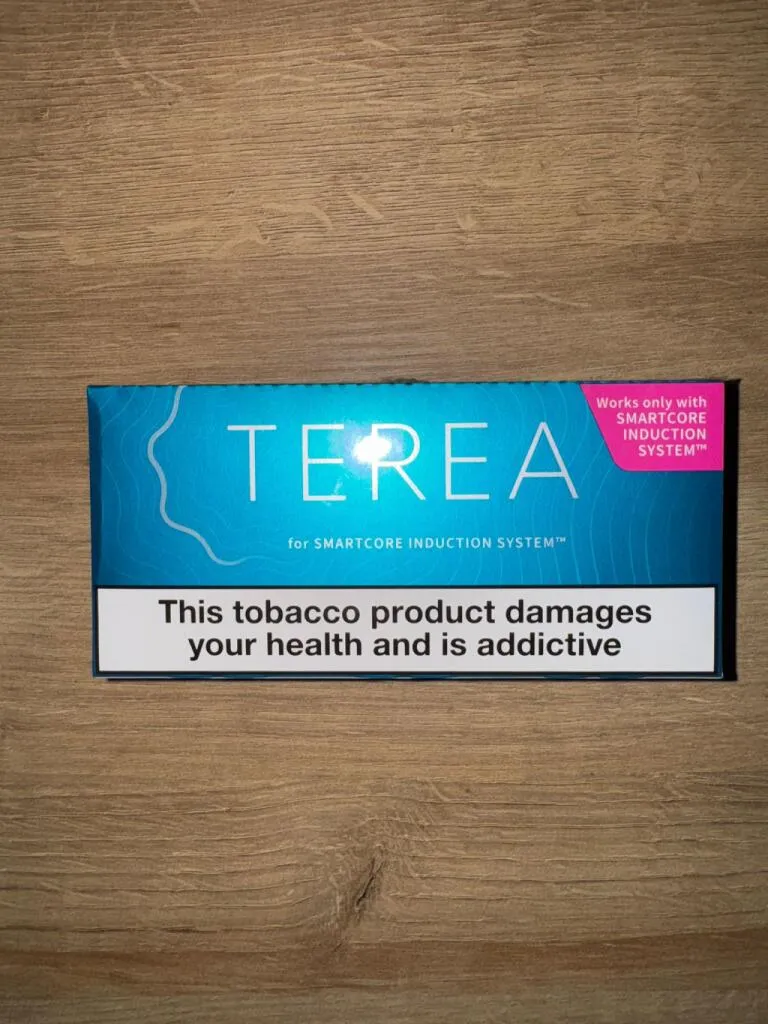 TEREA
Works only with
SMARTCORE
INDUCTION
SYSTEM™
for SMARTCORE INDUCTION SYSTEM™
This tobacco product damages
your health and is addictive